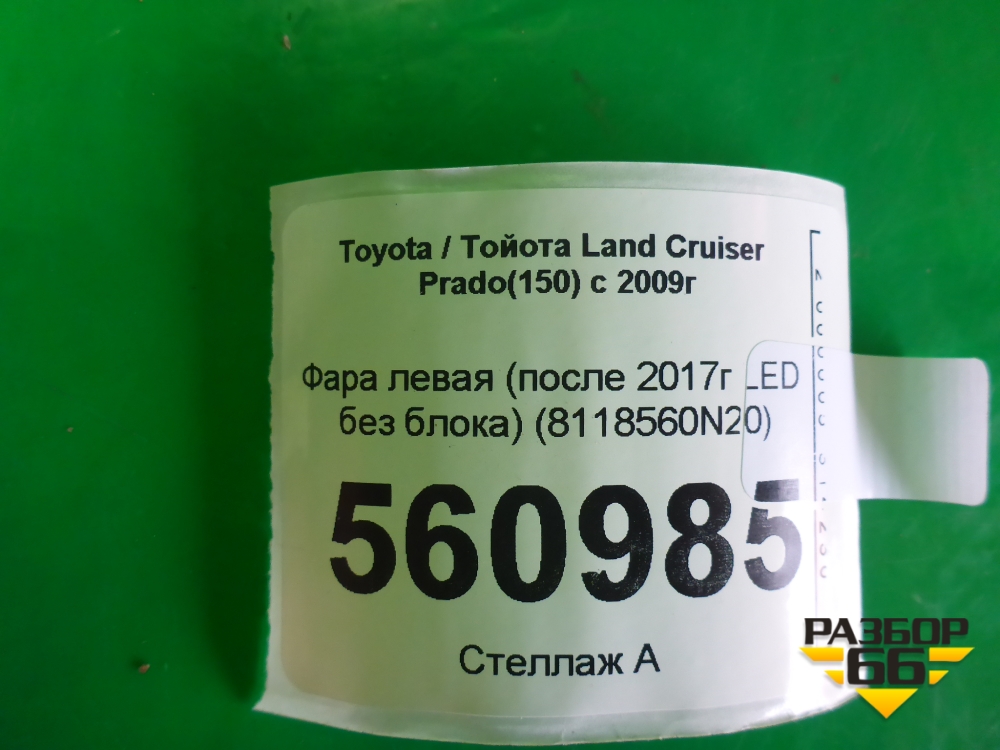 Toyota / Тойота Land Cruiser
Prado(150) с 2009г
Фара левая (после 2017г LED
без блока) (8118560N20)
560985
Стеллаж А
РАЗБОР
66